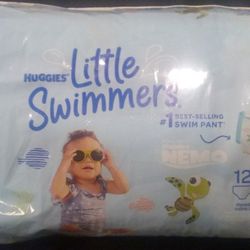 HUGGIES
Little
Swimmers
#1 BEST-SELLING
SWIM PANT
NEMO
12